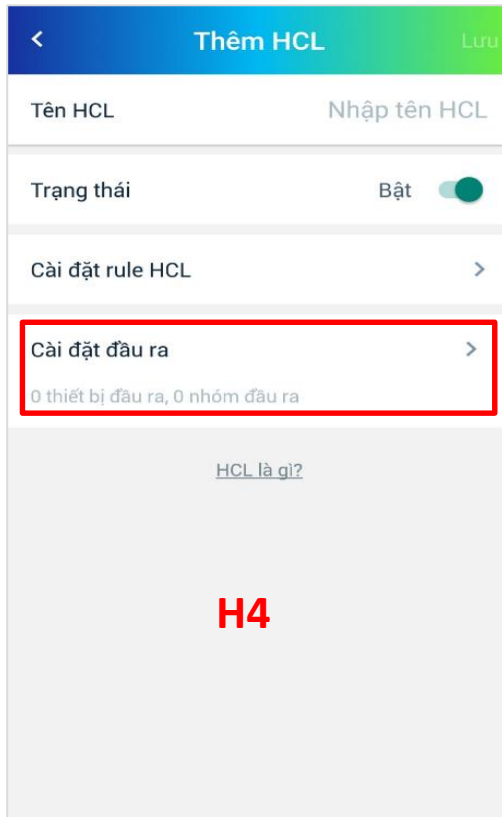 Thêm HCL Lưu
Tên HCL Nhập tên HCL
Trạng thái Bật
Cài đặt rule HCL
Cài đặt đầu ra
0 thiết bị đầu ra, 0 nhóm đầu ra
HCL là gì?
H4